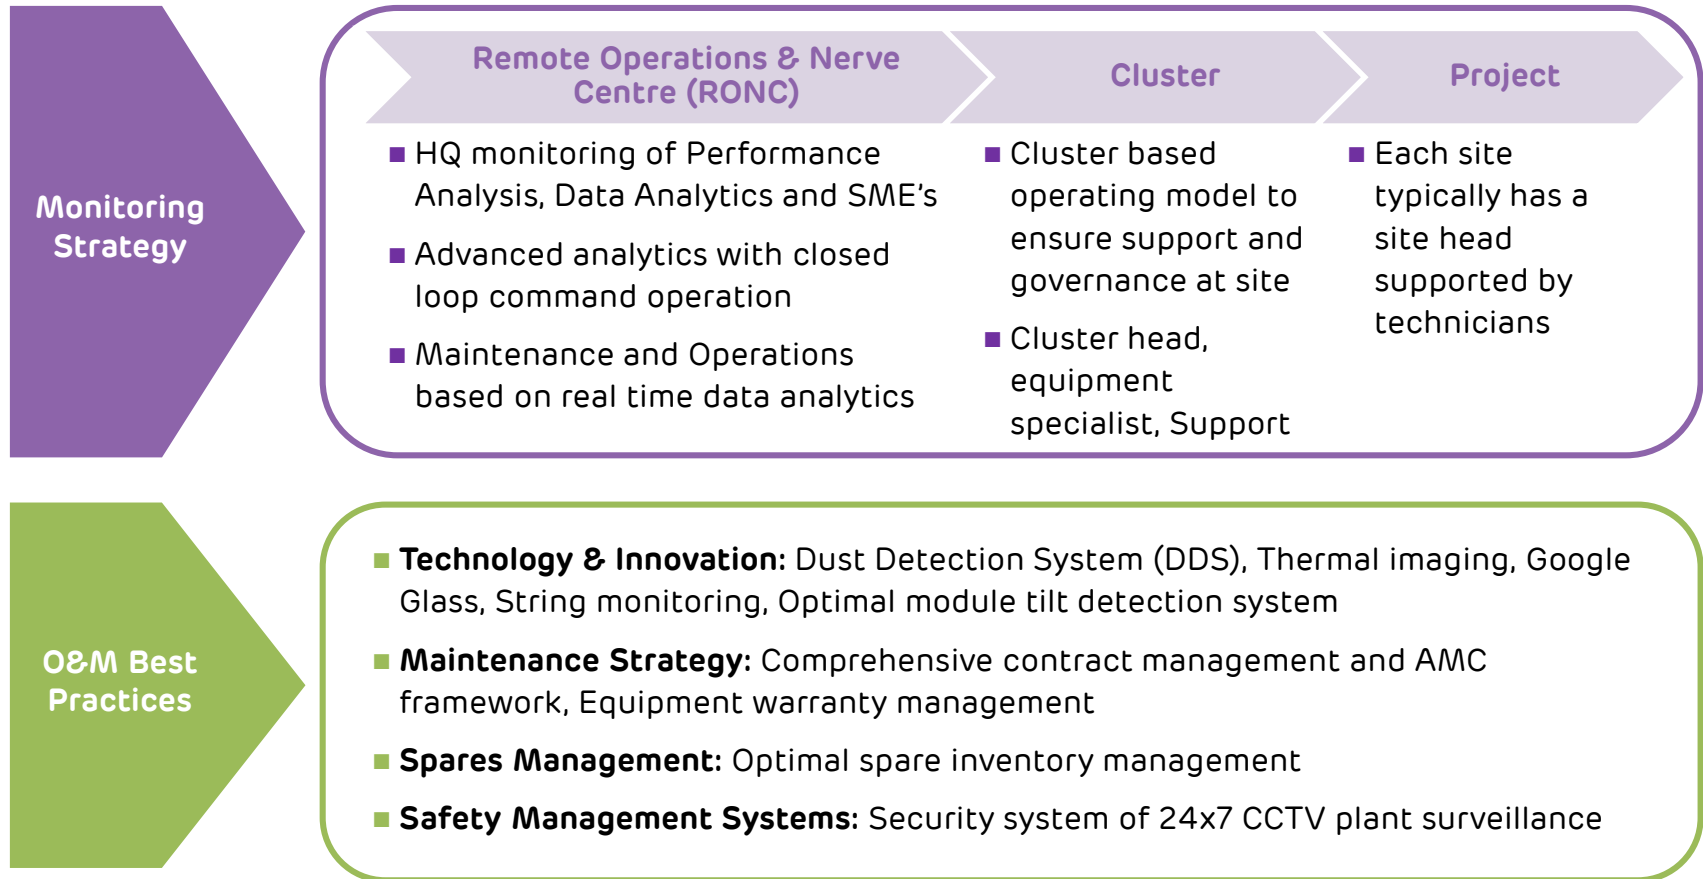 Monitoring
Strategy
Remote Operations & Nerve
Centre (RONC)
■ HQ monitoring of Performance
Analysis, Data Analytics and SME's
■ Advanced analytics with closed
loop command operation
■ Maintenance and Operations
based on real time data analytics
Cluster
■ Cluster based
operating model to
ensure support and
governance at site
■ Cluster head,
equipment
specialist, Support
Project
■ Each site
typically has a
site head
supported by
technicians
O&M Best
Practices
■ Technology & Innovation: Dust Detection System (DDS), Thermal imaging, Google
Glass, String monitoring, Optimal module tilt detection system
■ Maintenance Strategy: Comprehensive contract management and AMC
framework, Equipment warranty management
■ Spares Management: Optimal spare inventory management
■ Safety Management Systems: Security system of 24x7 CCTV plant surveillance